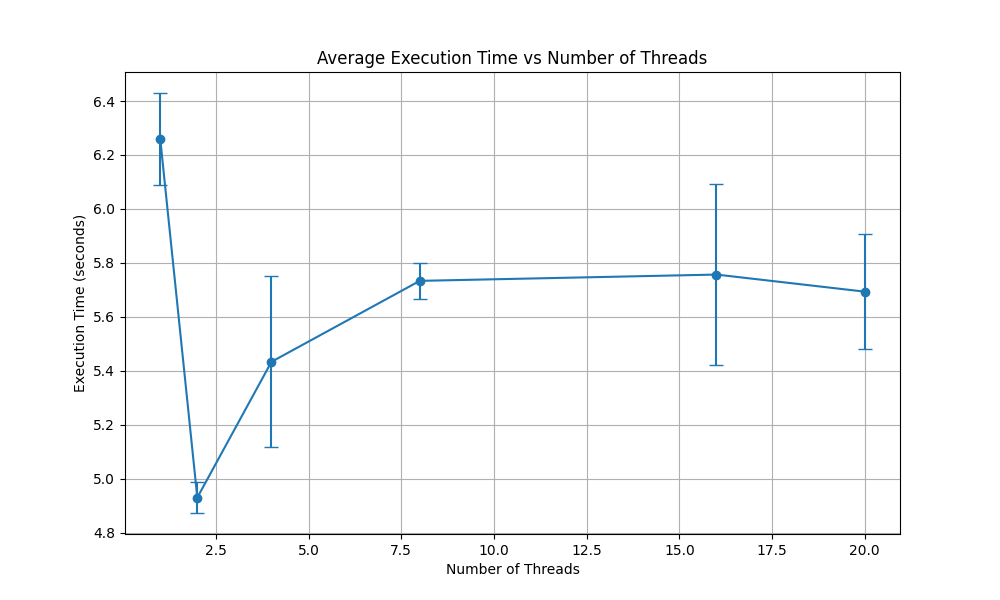 Average Execution Time vs Number of Threads
Execution Time (seconds)
6.4
6.2
6.0
5.8
5.6
5.4
5.2
5.0
4.8
2.5 5.0 7.5 10.0 12.5 15.0 17.5 20.0
Number of Threads